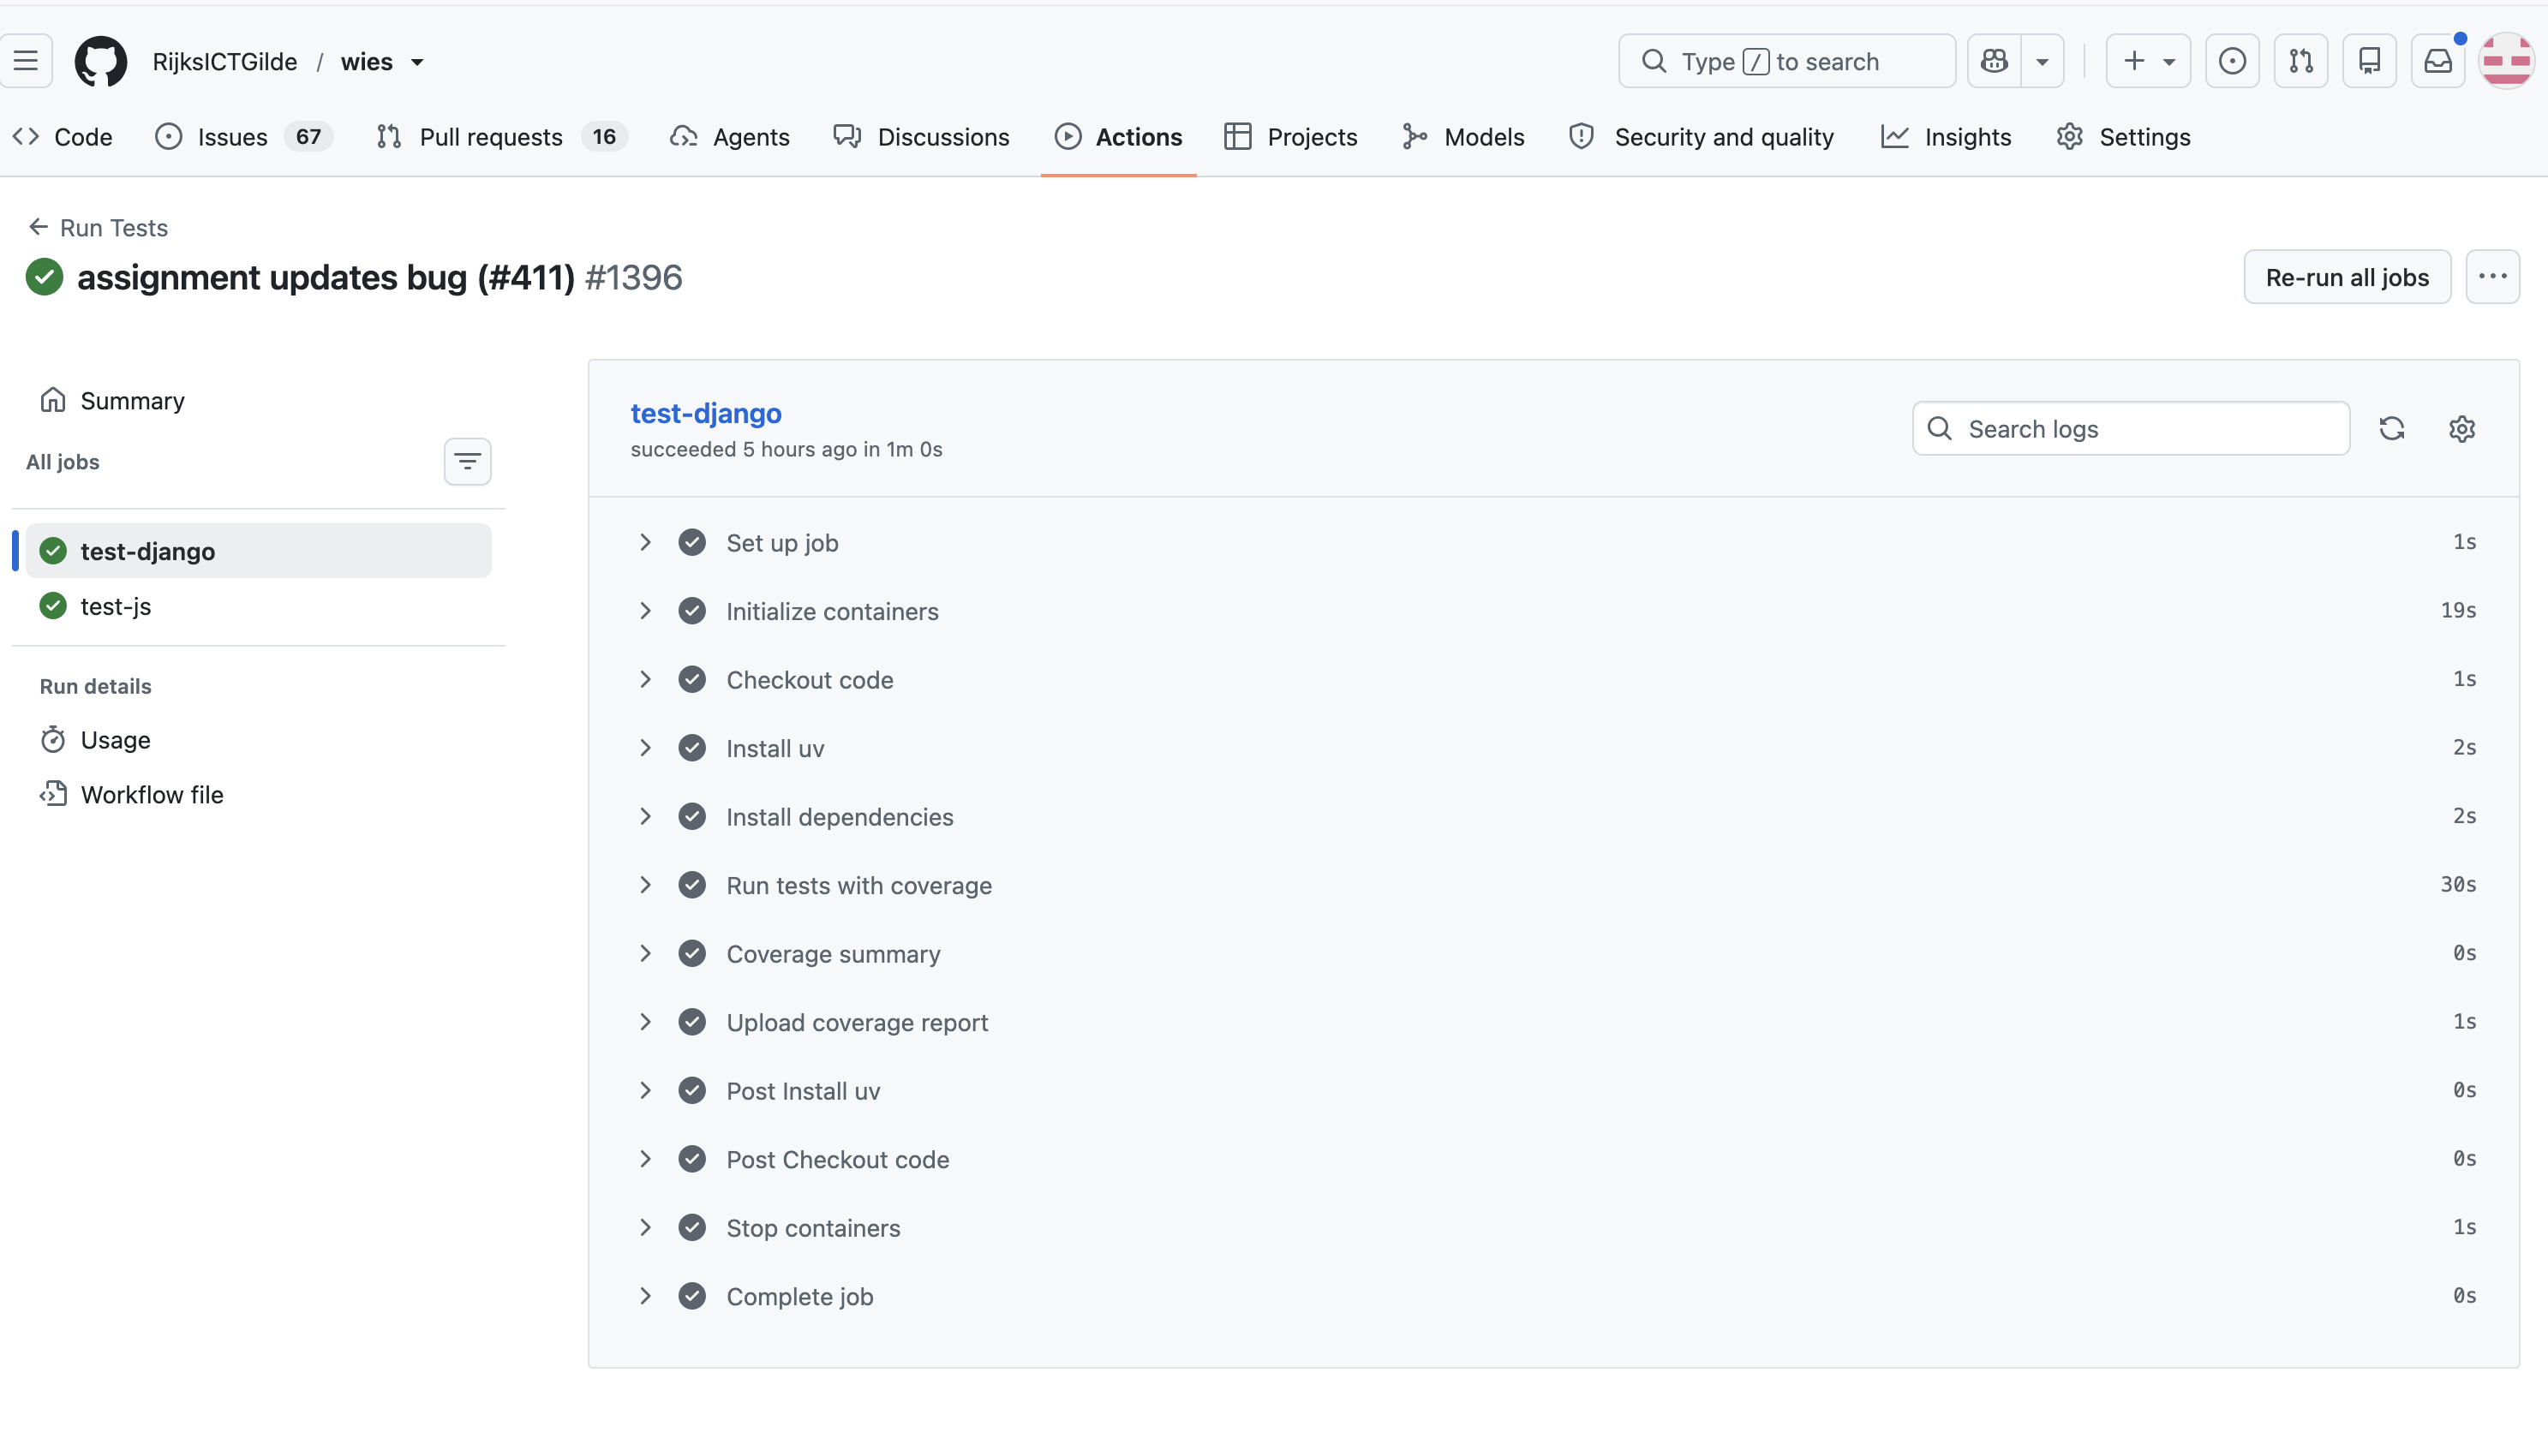 RijksICTGilde / wies
Type / to search
Code
Issues 67
Pull requests 16
Agents
Discussions
Actions
Projects
Models
Security and quality
Insights
Settings
Run Tests
assignment updates bug (#411) #1396
Re-run all jobs
Summary
All jobs
test-django
test-js
Run details
Usage
Workflow file
test-django
succeeded 5 hours ago in 1m 0s
Search logs
Set up job 1s
Initialize containers 19s
Checkout code 1s
Install uv 2s
Install dependencies 2s
Run tests with coverage 30s
Coverage summary 0s
Upload coverage report 1s
Post Install uv 0s
Post Checkout code 0s
Stop containers 1s
Complete job 0s